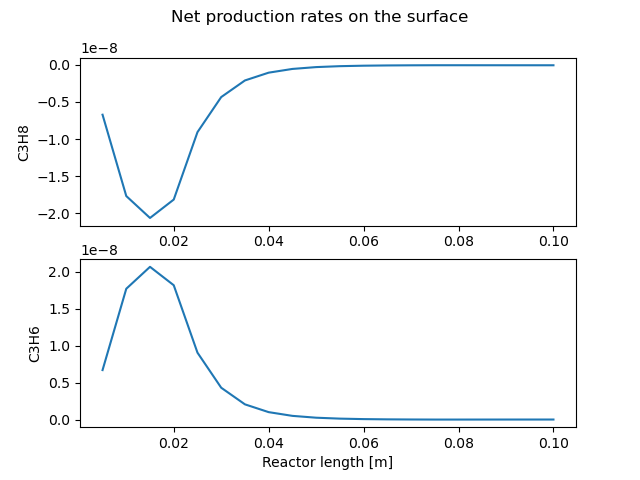 Net production rates on the surface
1e−8
0.0
−0.5
−1.0
−1.5
−2.0
C3H8
0.02 0.04 0.06 0.08 0.10
1e−8
2.0
1.5
1.0
0.5
0.0
C3H6
0.02 0.04 0.06 0.08 0.10
Reactor length [m]